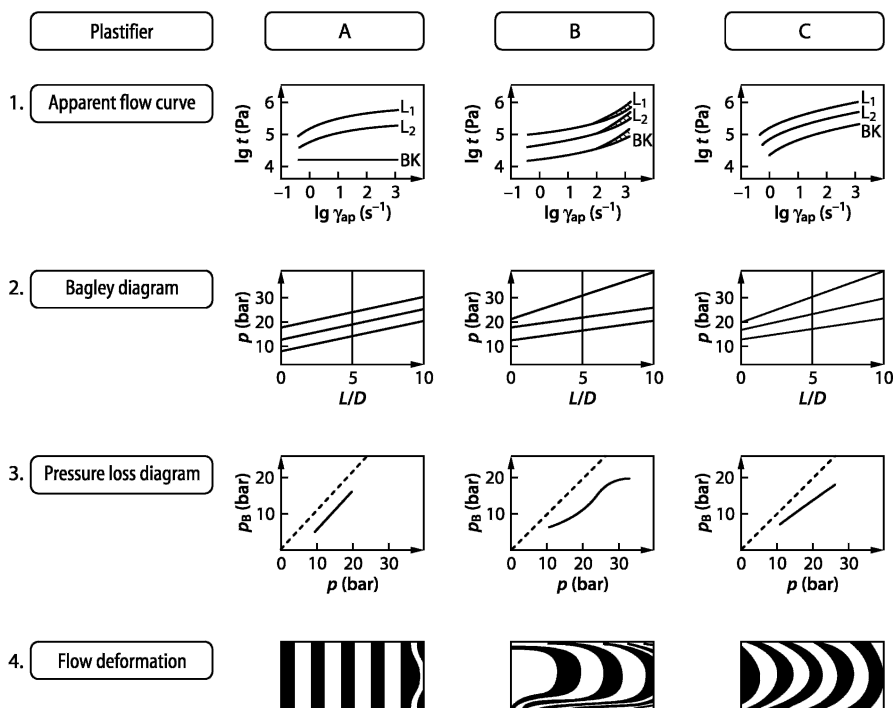 Plastifier A B C
1. Apparent flow curve
lg t (Pa)
6
5
4
L1
L2
BK
−1 0 1 2 3
lg γap (s−1)
lg t (Pa)
6
5
4
L1
L2
BK
−1 0 1 2 3
lg γap (s−1)
lg t (Pa)
6
5
4
L1
L2
BK
−1 0 1 2 3
lg γap (s−1)
2. Bagley diagram
p (bar)
30
20
10
0 5 10
L/D
p (bar)
30
20
10
0 5 10
L/D
p (bar)
30
20
10
0 5 10
L/D
3. Pressure loss diagram
pB (bar)
20
10
0 10 20 30
p (bar)
pB (bar)
20
10
0 10 20 30
p (bar)
pB (bar)
20
10
0 10 20 30
p (bar)
4. Flow deformation